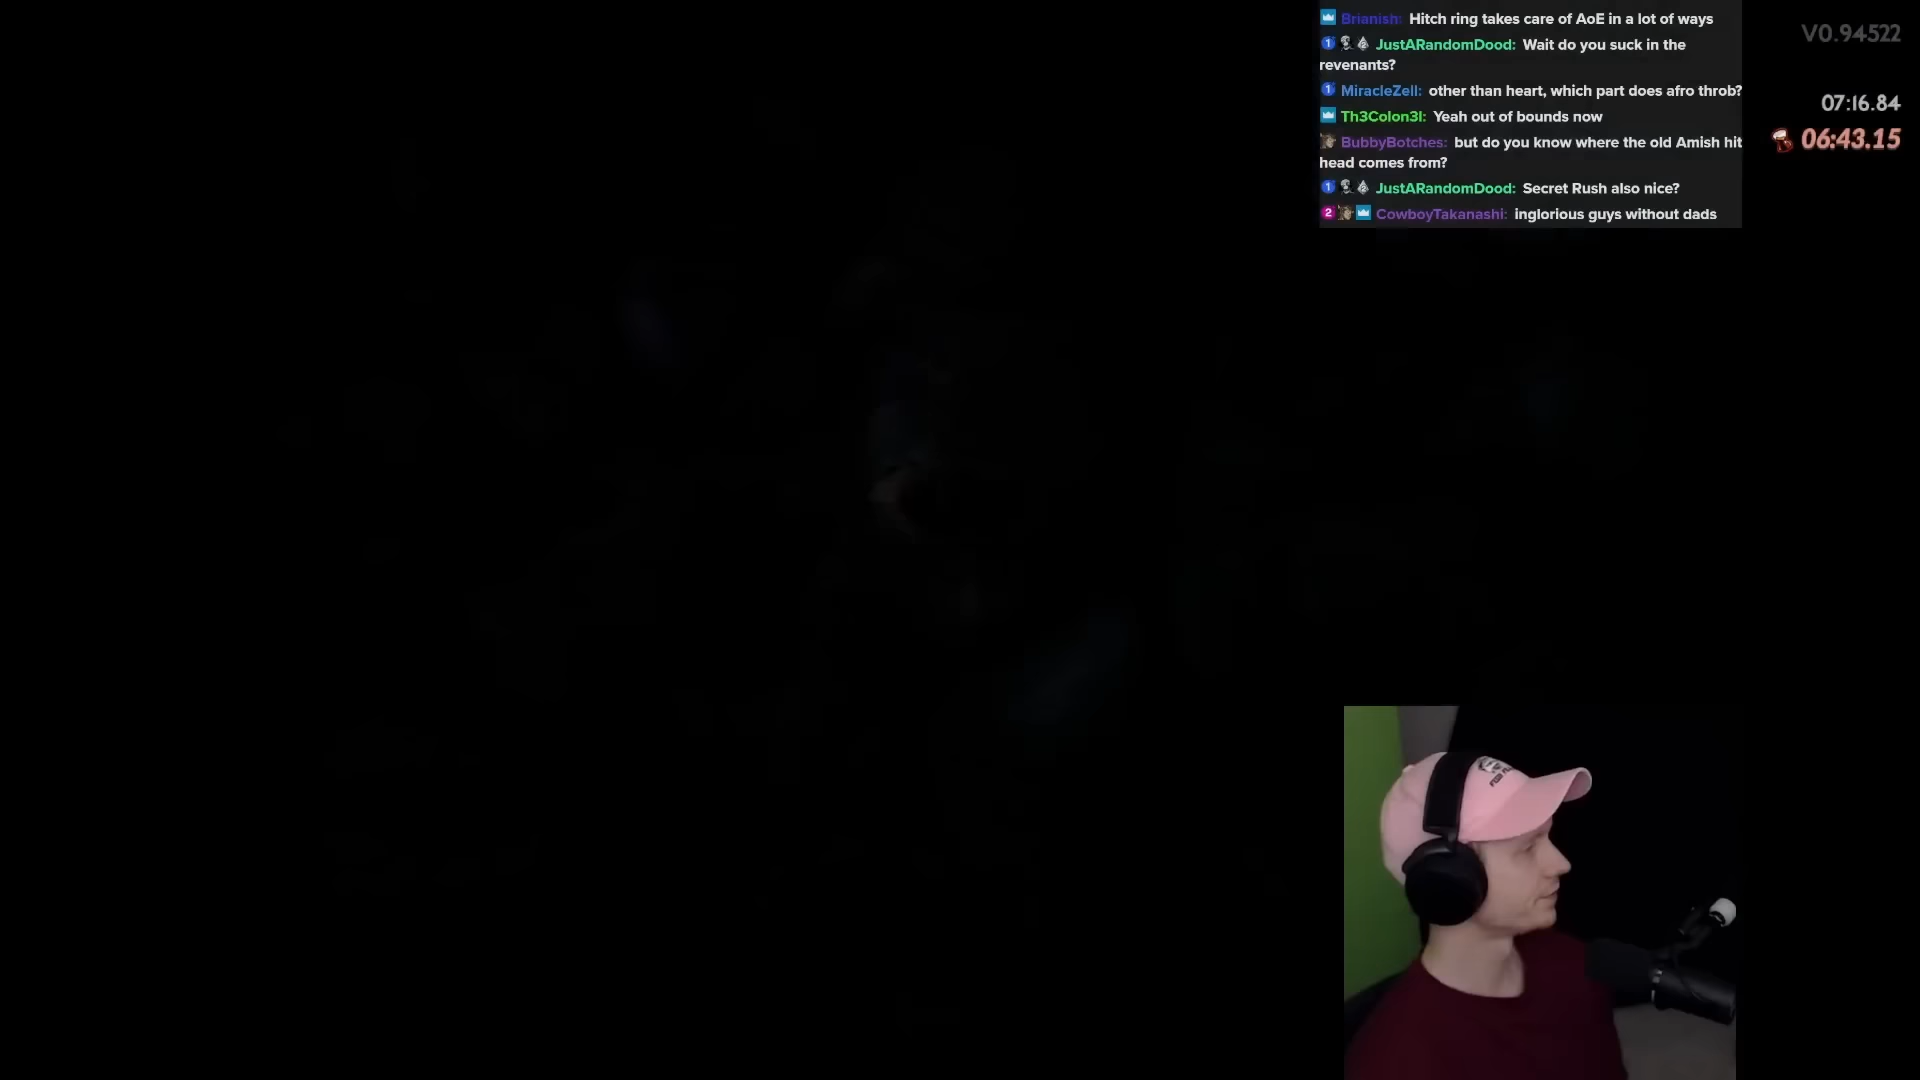 Brianish: Hitch ring takes care of AoE in a lot of ways
JustARandomDood: Wait do you suck in the
revenants?
MiracleZell: other than heart, which part does afro throb?
Th3Colon3l: Yeah out of bounds now
BubbyBotches: but do you know where the old Amish hit
head comes from?
JustARandomDood: Secret Rush also nice?
2 CowboyTakanashi: inglorious guys without dads
V0.94522
07:16.84
06:43.15